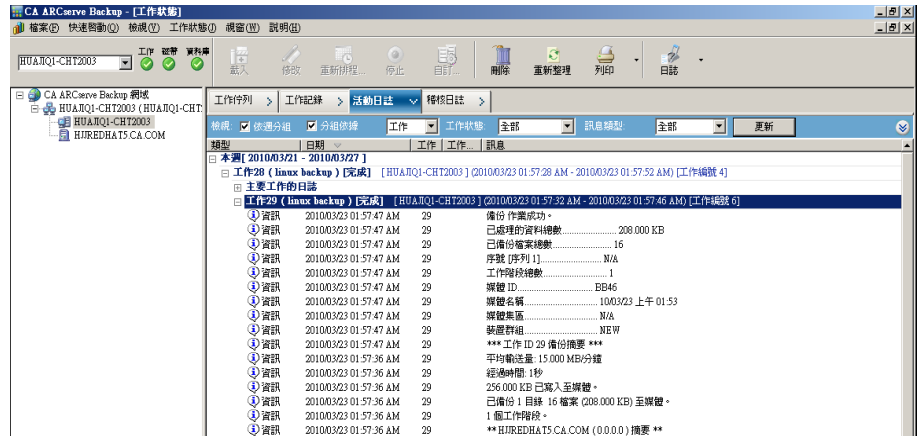 CA ARCserve Backup - [工作狀態]
檔案(F) 快速啟動(Q) 檢視(V) 工作狀態(J) 視窗(W) 說明(H)
HUAJIQ1-CHT2003 工作 磁帶 資料庫 載入 修改 重新排程... 停止 自訂... 刪除 重新整理 列印 日誌
CA ARCserve Backup 網域
HUAJIQ1-CHT2003 (HUAJIQ1-CHT:
HUAJIQ1-CHT2003
HJREDHAT5.CA.COM
工作佇列 > 工作記錄 > 活動日誌 稽核日誌 >
檢視: 依週分組 分組依據 工作 工作狀態: 全部 訊息類型: 全部 更新
類型 日期 工作 工作... 訊息
本週[ 2010/03/21 - 2010/03/27 ]
工作28 ( linux backup ) [完成] [ HUAJIQ1-CHT2003 ] (2010/03/23 01:57:28 AM - 2010/03/23 01:57:52 AM) [工作編號 4]
主要工作的日誌
工作29 ( linux backup ) [完成] [ HUAJIQ1-CHT2003 ] (2010/03/23 01:57:32 AM - 2010/03/23 01:57:46 AM) [工作編號 6]
資訊 2010/03/23 01:57:47 AM 29 備份 作業成功。
資訊 2010/03/23 01:57:47 AM 29 已處理的資料總數...................... 208.000 KB
資訊 2010/03/23 01:57:47 AM 29 已備份檔案總數........................ 16
資訊 2010/03/23 01:57:47 AM 29 序號 [序列 1]......................... N/A
資訊 2010/03/23 01:57:47 AM 29 工作階段總數.......................... 1
資訊 2010/03/23 01:57:47 AM 29 媒體 ID............................... BB46
資訊 2010/03/23 01:57:47 AM 29 媒體名稱.............................. 10/03/23 上午 01:53
資訊 2010/03/23 01:57:47 AM 29 媒體集區.............................. N/A
資訊 2010/03/23 01:57:47 AM 29 裝置群組.............................. NEW
資訊 2010/03/23 01:57:47 AM 29 *** 工作 ID 29 備份摘要 ***
資訊 2010/03/23 01:57:36 AM 29 平均輸送量: 15.000 MB/分鐘
資訊 2010/03/23 01:57:36 AM 29 經過時間: 1秒
資訊 2010/03/23 01:57:36 AM 29 256.000 KB 已寫入至媒體。
資訊 2010/03/23 01:57:36 AM 29 已備份 1 目錄 16 檔案 (208.000 KB) 至媒體。
資訊 2010/03/23 01:57:36 AM 29 1 個工作階段。
資訊 2010/03/23 01:57:36 AM 29 ** HJREDHAT5.CA.COM ( 0.0.0.0 ) 摘要 **